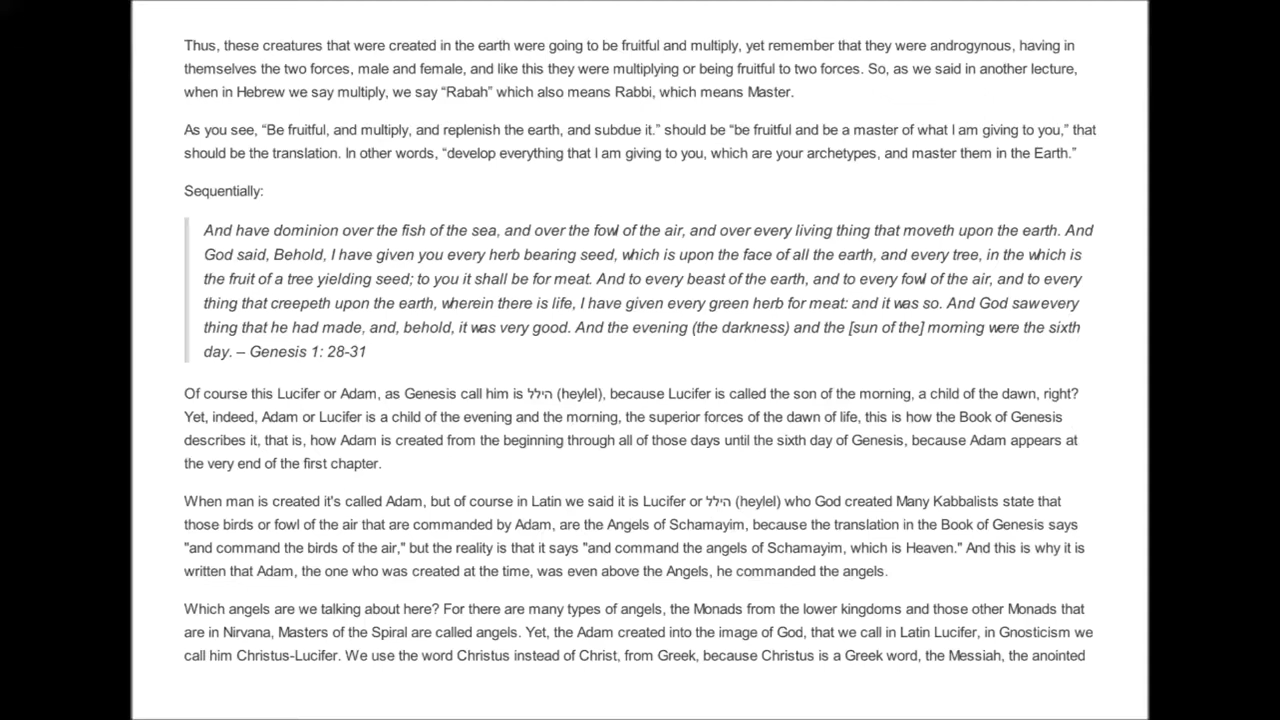 Thus, these creatures that were created in the earth were going to be fruitful and multiply, yet remember that they were androgynous, having in
themselves the two forces, male and female, and like this they were multiplying or being fruitful to two forces. So, as we said in another lecture,
when in Hebrew we say multiply, we say “Rabah” which also means Rabbi, which means Master.
As you see, “Be fruitful, and multiply, and replenish the earth, and subdue it.” should be “be fruitful and be a master of what I am giving to you,” that
should be the translation. In other words, “develop everything that I am giving to you, which are your archetypes, and master them in the Earth.”
Sequentially:
And have dominion over the fish of the sea, and over the fowl of the air, and over every living thing that moveth upon the earth. And
God said, Behold, I have given you every herb bearing seed, which is upon the face of all the earth, and every tree, in the which is
the fruit of a tree yielding seed; to you it shall be for meat. And to every beast of the earth, and to every fowl of the air, and to every
thing that creepeth upon the earth, wherein there is life, I have given every green herb for meat: and it was so. And God saw every
thing that he had made, and, behold, it was very good. And the evening (the darkness) and the [sun of the] morning were the sixth
day. – Genesis 1: 28-31
Of course this Lucifer or Adam, as Genesis call him is הילל (heylel), because Lucifer is called the son of the morning, a child of the dawn, right?
Yet, indeed, Adam or Lucifer is a child of the evening and the morning, the superior forces of the dawn of life, this is how the Book of Genesis
describes it, that is, how Adam is created from the beginning through all of those days until the sixth day of Genesis, because Adam appears at
the very end of the first chapter.
When man is created it's called Adam, but of course in Latin we said it is Lucifer or הילל (heylel) who God created Many Kabbalists state that
those birds or fowl of the air that are commanded by Adam, are the Angels of Schamayim, because the translation in the Book of Genesis says
"and command the birds of the air," but the reality is that it says "and command the angels of Schamayim, which is Heaven." And this is why it is
written that Adam, the one who was created at the time, was even above the Angels, he commanded the angels.
Which angels are we talking about here? For there are many types of angels, the Monads from the lower kingdoms and those other Monads that
are in Nirvana, Masters of the Spiral are called angels. Yet, the Adam created into the image of God, that we call in Latin Lucifer, in Gnosticism we
call him Christus-Lucifer. We use the word Christus instead of Christ, from Greek, because Christus is a Greek word, the Messiah, the anointed